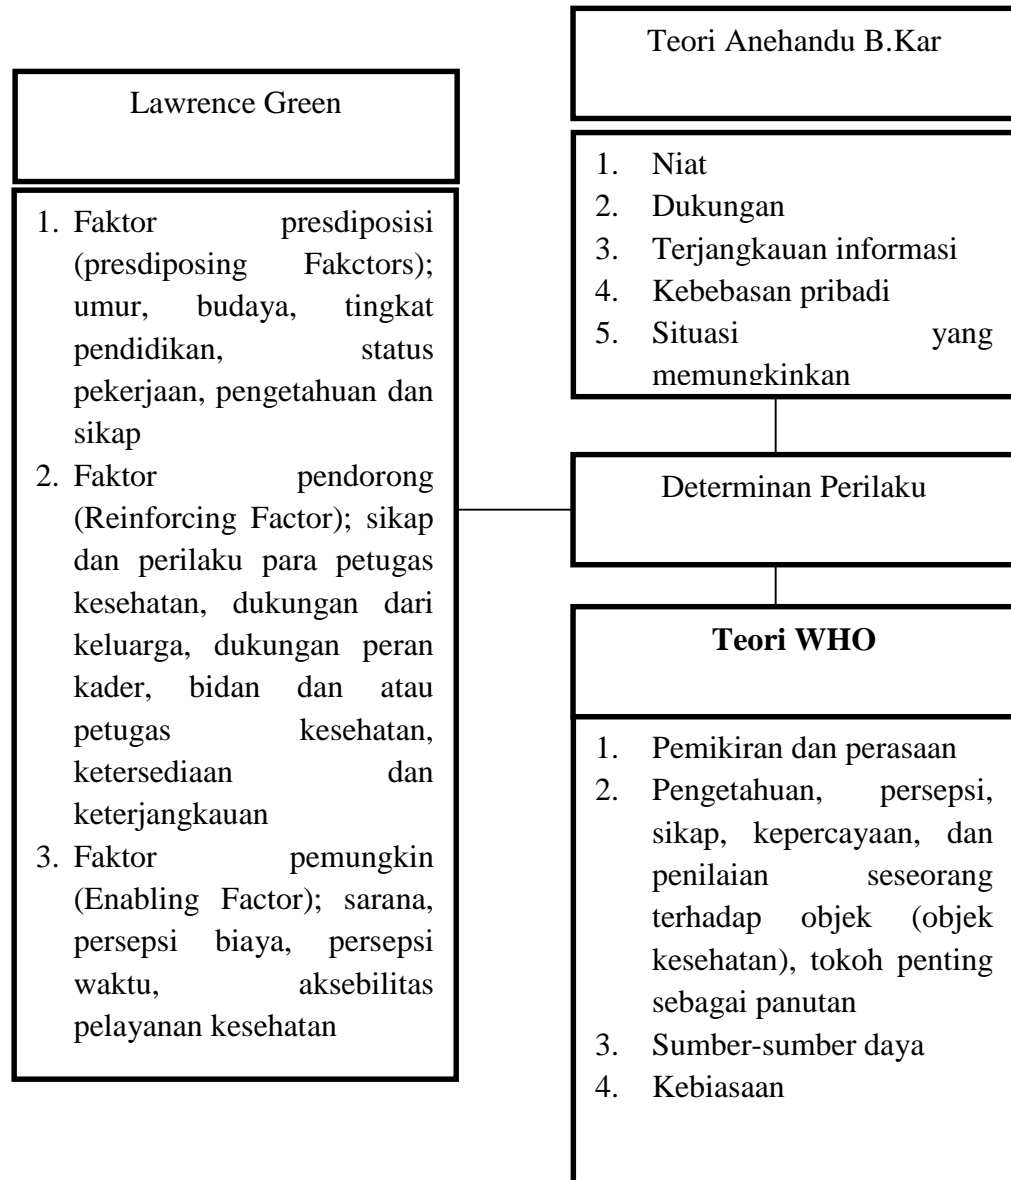 Lawrence Green
1. Faktor presdiposisi
(presdiposing Fakctors);
umur, budaya, tingkat
pendidikan, status
pekerjaan, pengetahuan dan
sikap
2. Faktor pendorong
(Reinforcing Factor); sikap
dan perilaku para petugas
kesehatan, dukungan dari
keluarga, dukungan peran
kader, bidan dan atau
petugas kesehatan,
ketersediaan dan
keterjangkauan
3. Faktor pemungkin
(Enabling Factor); sarana,
persepsi biaya, persepsi
waktu, aksebilitas
pelayanan kesehatan
Teori Anehandu B.Kar
1. Niat
2. Dukungan
3. Terjangkauan informasi
4. Kebebasan pribadi
5. Situasi yang
memungkinkan
Determinan Perilaku
Teori WHO
1. Pemikiran dan perasaan
2. Pengetahuan, persepsi,
sikap, kepercayaan, dan
penilaian seseorang
terhadap objek (objek
kesehatan), tokoh penting
sebagai panutan
3. Sumber-sumber daya
4. Kebiasaan